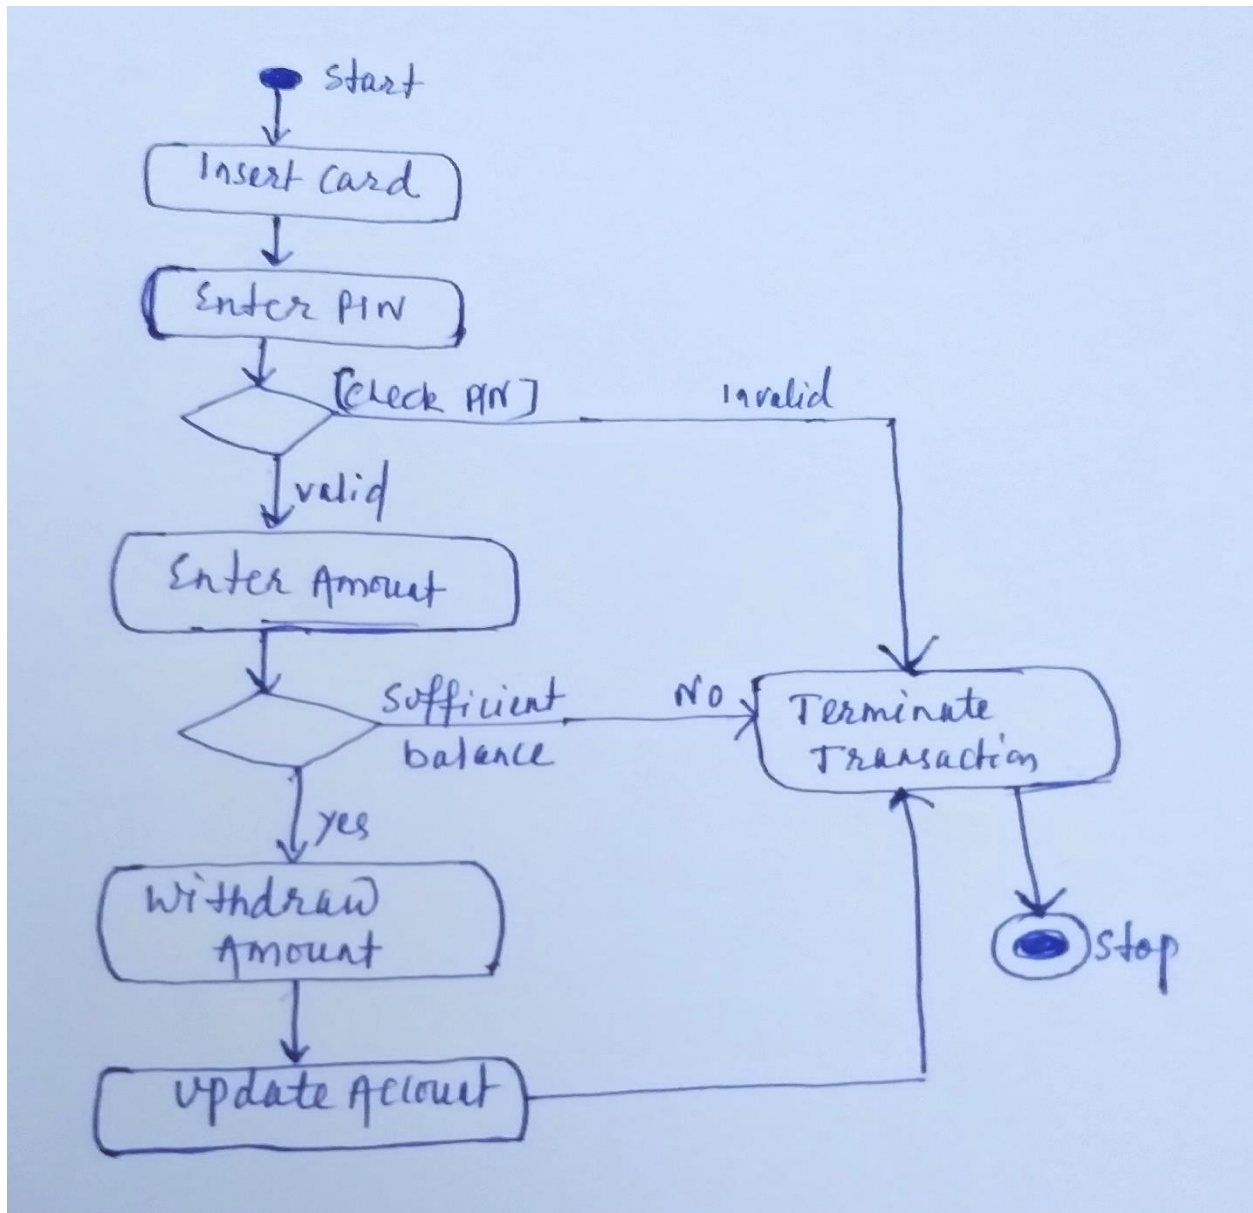 Start
Insert Card
Enter PIN
[Check PIN]
Invalid
valid
Enter Amount
Sufficient
balance
No
Terminate
Transaction
yes
Withdraw
Amount
Stop
Update Account